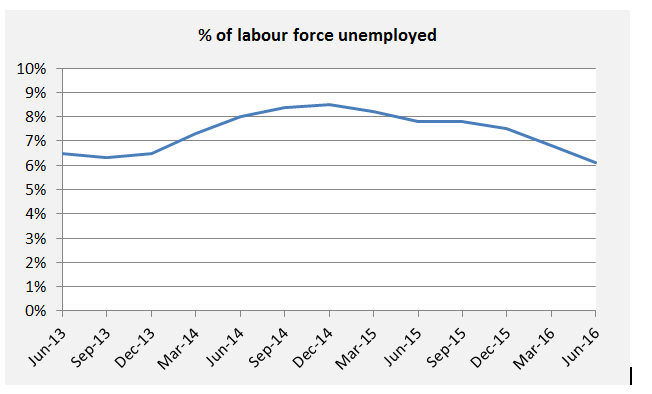 % of labour force unemployed
10%
9%
8%
7%
6%
5%
4%
3%
2%
1%
0%
Jun-13
Sep-13
Dec-13
Mar-14
Jun-14
Sep-14
Dec-14
Mar-15
Jun-15
Sep-15
Dec-15
Mar-16
Jun-16